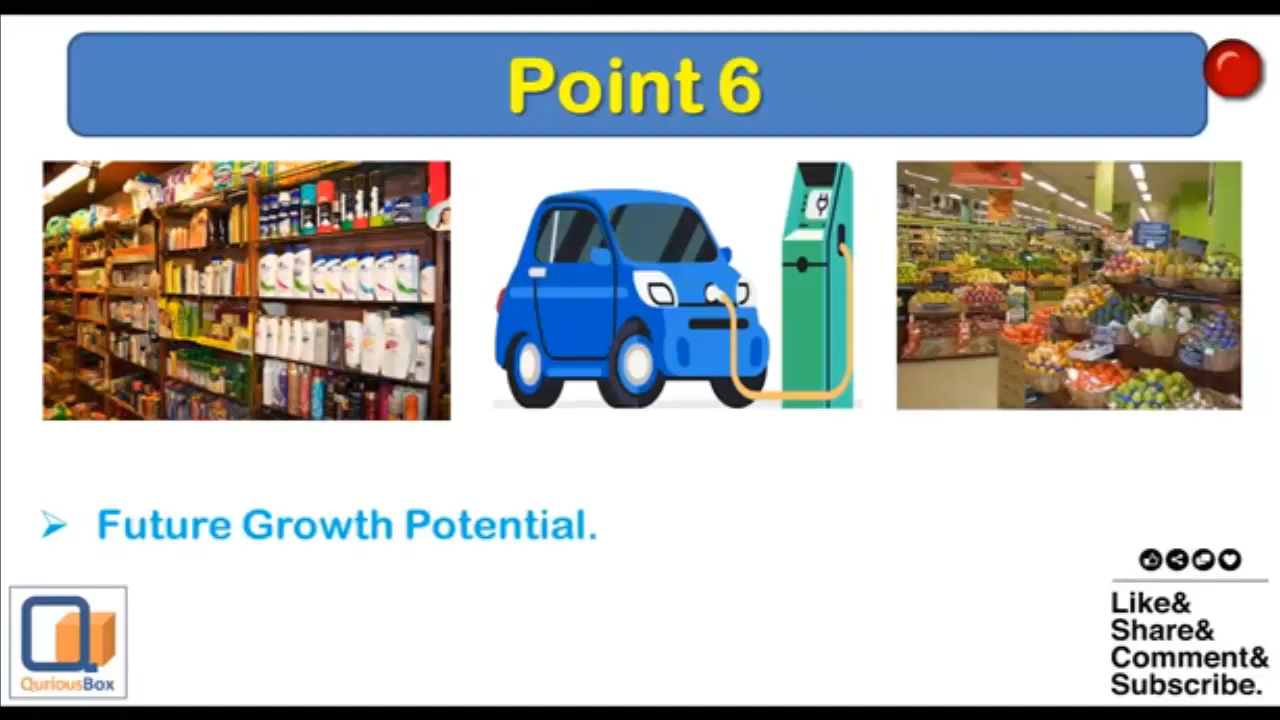 Point 6
Future Growth Potential.
QuriousBox
Like&
Share&
Comment&
Subscribe.